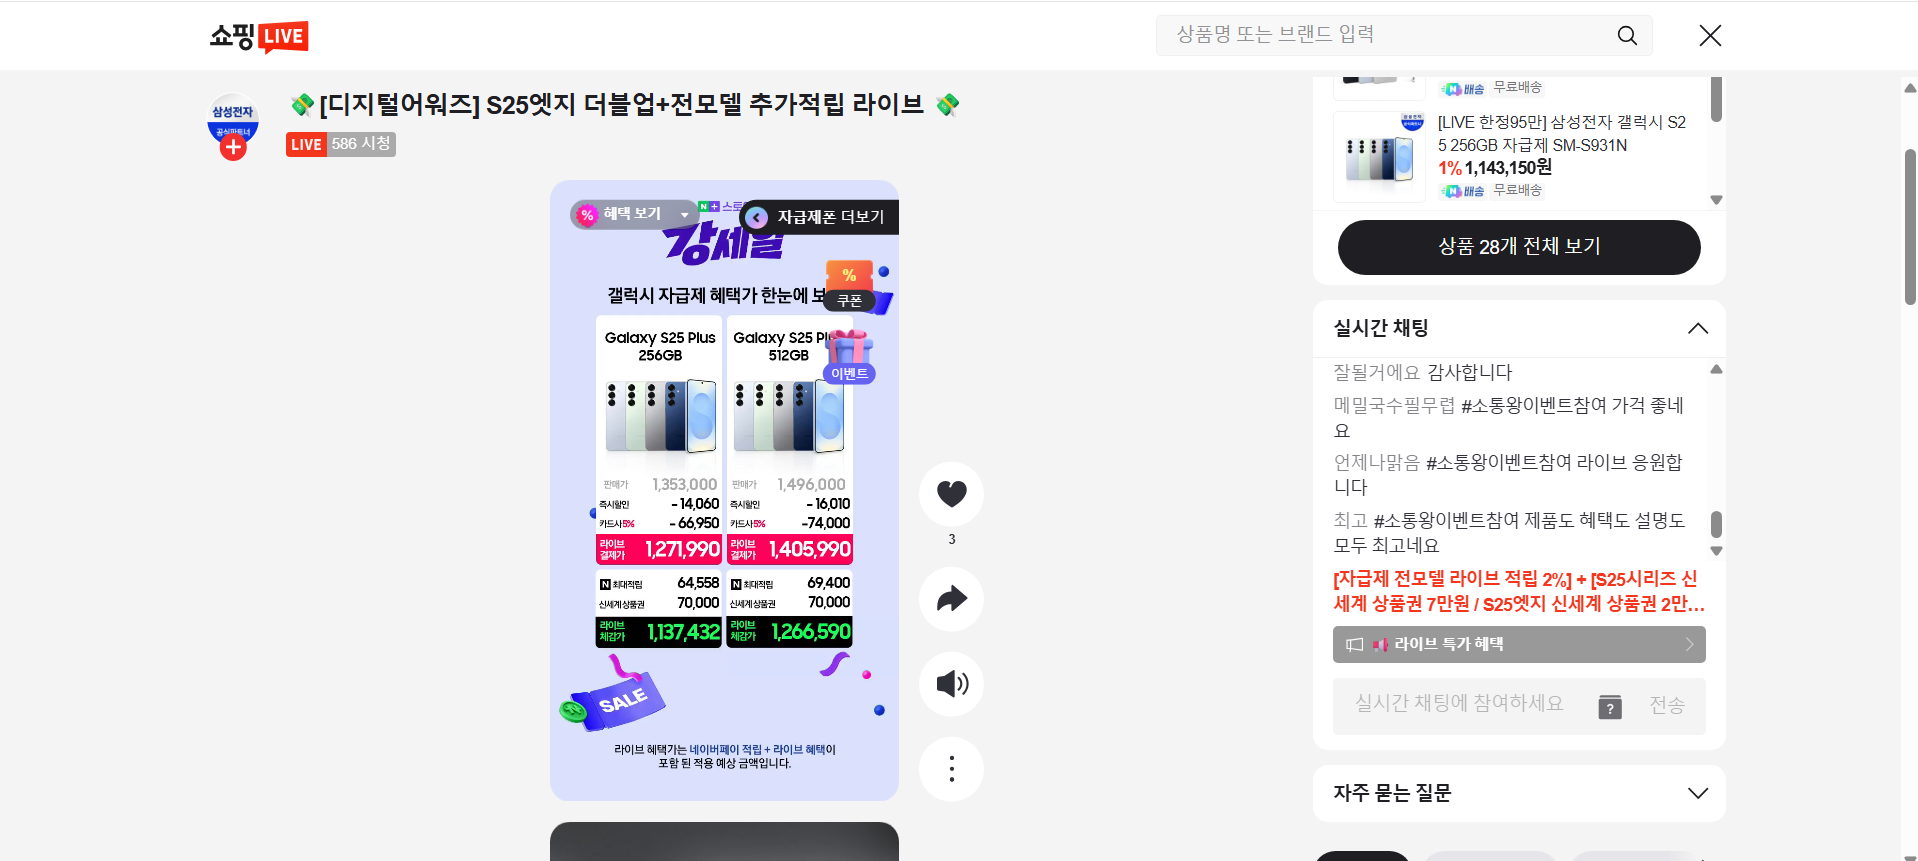 쇼핑 LIVE
상품명 또는 브랜드 입력
삼성전자
공식파트너
💸 [디지털어워즈] S25엣지 더블업+전모델 추가적립 라이브 💸
LIVE 586 시청
% 혜택 보기
N+ 스토
자급제폰 더보기
강세일
갤럭시 자급제 혜택가 한눈에 보
%
쿠폰
이벤트
Galaxy S25 Plus
256GB
판매가 1,353,000
즉시할인 - 14,060
카드사5% - 66,950
라이브 결제가 1,271,990
N 최대적립 64,558
신세계상품권 70,000
라이브 체감가 1,137,432
Galaxy S25 Pl
512GB
판매가 1,496,000
즉시할인 - 16,010
카드사5% -74,000
라이브 결제가 1,405,990
N 최대적립 69,400
신세계상품권 70,000
라이브 체감가 1,266,590
SALE
라이브 혜택가는 네이버페이 적립 + 라이브 혜택이
포함 된 적용 예상 금액입니다.
3
N배송 무료배송
[LIVE 한정95만] 삼성전자 갤럭시 S2
5 256GB 자급제 SM-S931N
1% 1,143,150원
N배송 무료배송
상품 28개 전체 보기
실시간 채팅
잘될거에요 감사합니다
메밀국수필무렵 #소통왕이벤트참여 가격 좋네
요
언제나맑음 #소통왕이벤트참여 라이브 응원합
니다
최고 #소통왕이벤트참여 제품도 혜택도 설명도
모두 최고네요
[자급제 전모델 라이브 적립 2%] + [S25시리즈 신
세계 상품권 7만원 / S25엣지 신세계 상품권 2만...
📢 라이브 특가 혜택
실시간 채팅에 참여하세요
?
전송
자주 묻는 질문